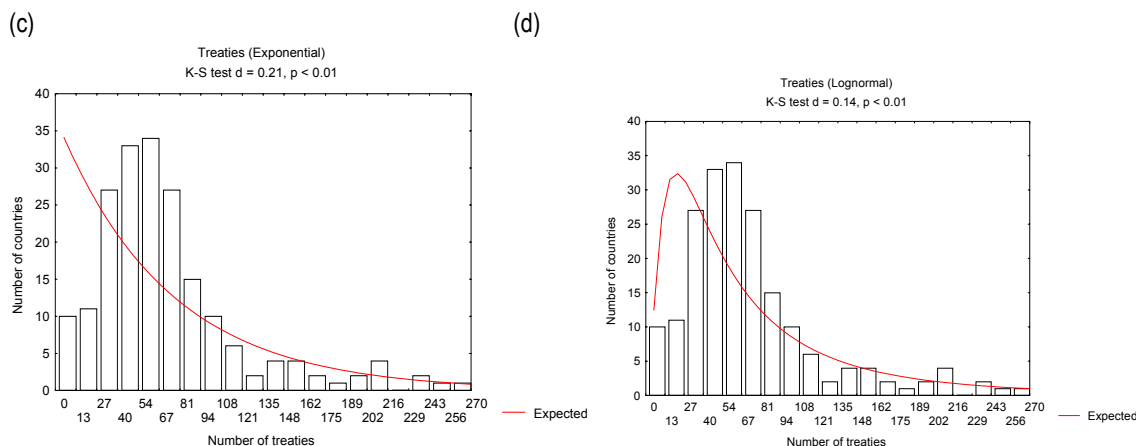 (c)
Treaties (Exponential)
K-S test d = 0.21, p < 0.01
40
35
30
25
20
15
10
5
0
Number of countries
0 27 54 81 108 135 162 189 216 243 270
13 40 67 94 121 148 175 202 229 256
Number of treaties
Expected
(d)
Treaties (Lognormal)
K-S test d = 0.14, p < 0.01
40
35
30
25
20
15
10
5
0
Number of countries
0 27 54 81 108 135 162 189 216 243 270
13 40 67 94 121 148 175 202 229 256
Number of treaties
Expected